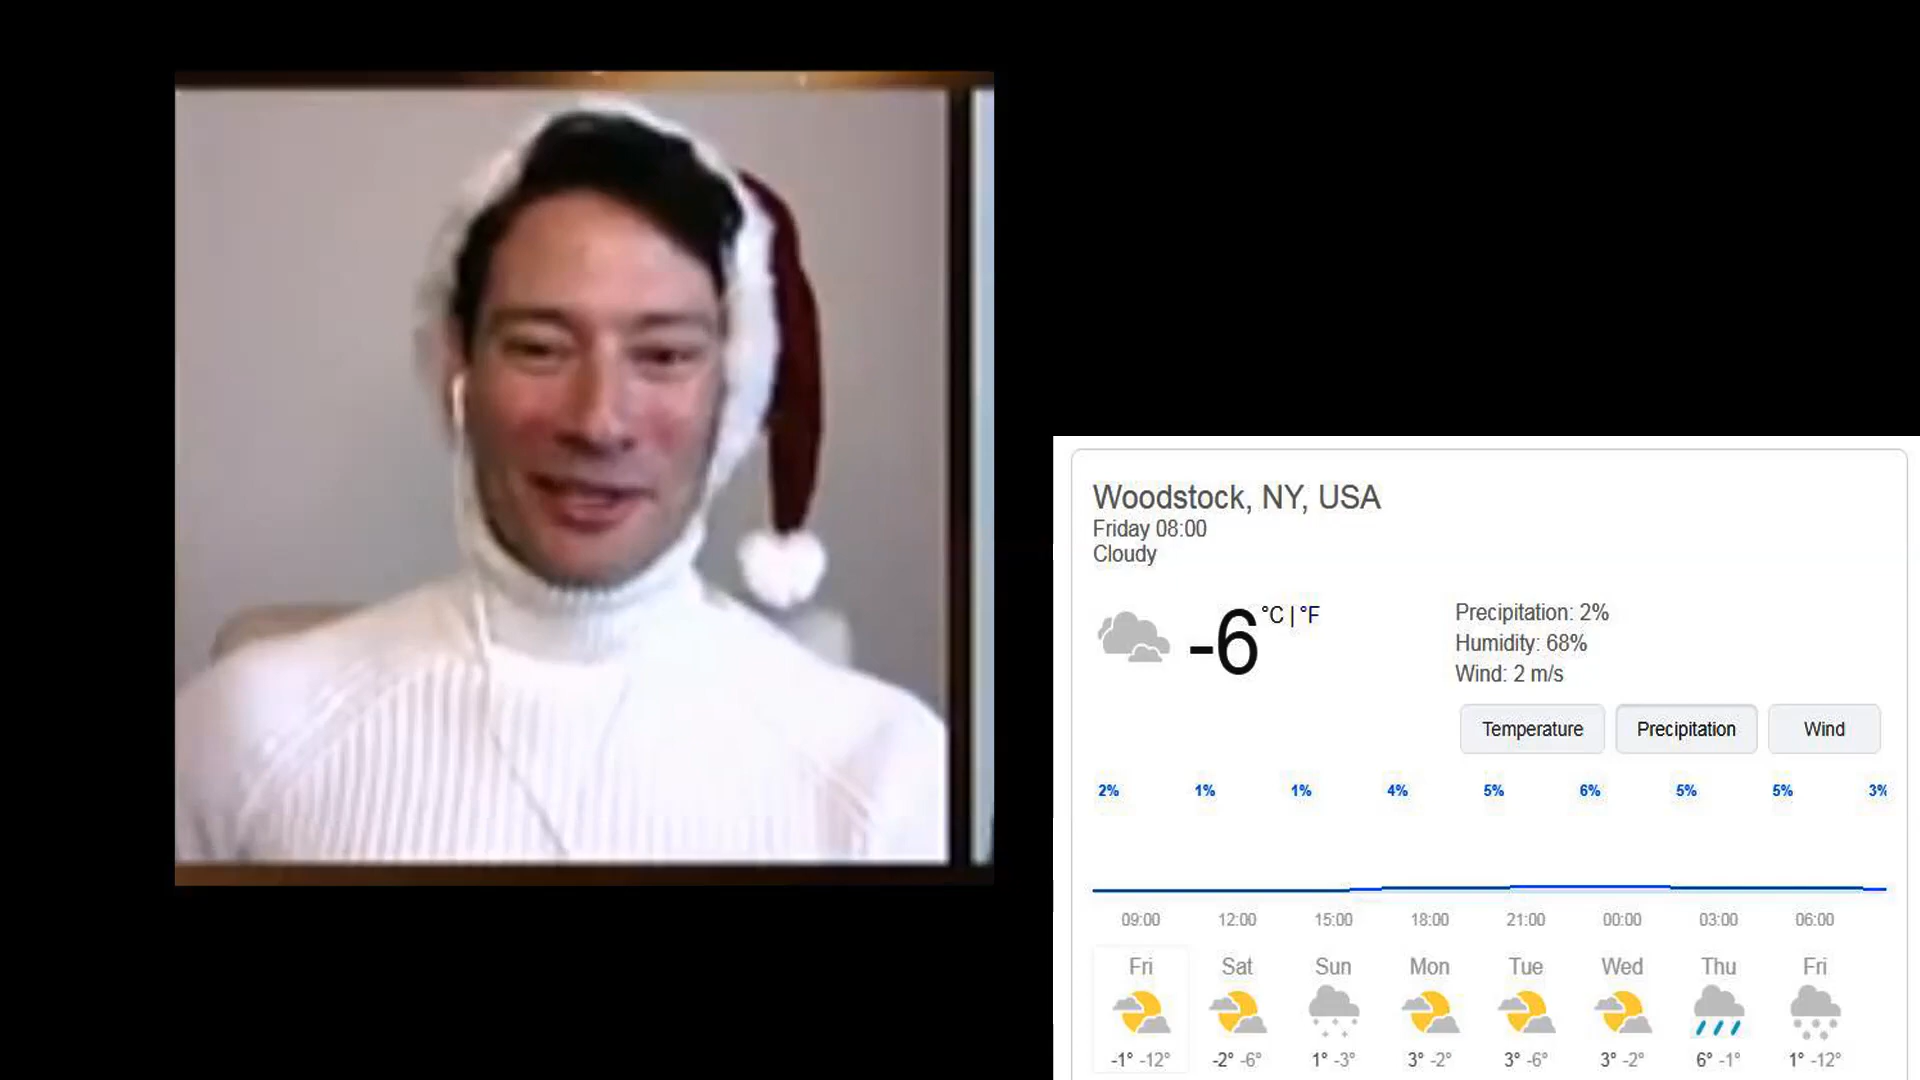 Woodstock, NY, USA
Friday 08:00
Cloudy
-6 °C | °F
Precipitation: 2%
Humidity: 68%
Wind: 2 m/s
Temperature Precipitation Wind
2% 1% 1% 4% 5% 6% 5% 5% 3%
09:00 12:00 15:00 18:00 21:00 00:00 03:00 06:00
Fri Sat Sun Mon Tue Wed Thu Fri
-1° -12° -2° -6° 1° -3° 3° -2° 3° -6° 3° -2° 6° -1° 1° -12°